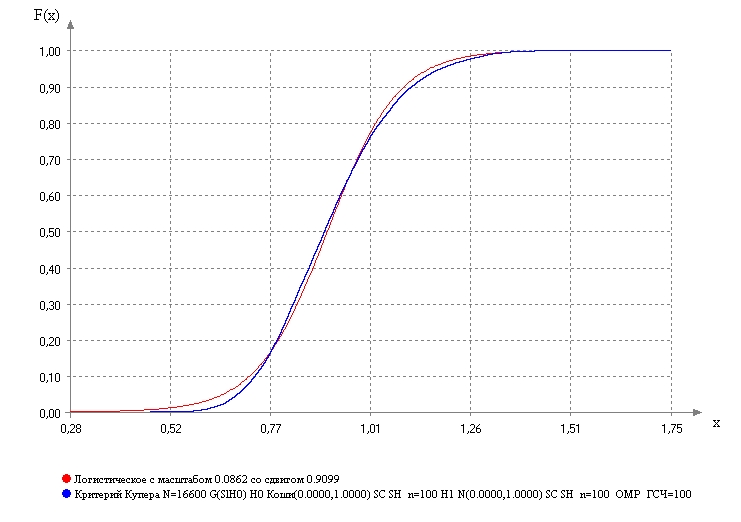 F(x)
1,00
0,90
0,80
0,70
0,60
0,50
0,40
0,30
0,20
0,10
0,00
0,28 0,52 0,77 1,01 1,26 1,51 1,75
x
Логистическое с масштабом 0.0862 со сдвигом 0.9099
Критерий Купера N=16600 G(S|H0) H0 Коши(0.0000,1.0000) SC SH n=100 H1 N(0.0000,1.0000) SC SH n=100 ОМР ГСЧ=100